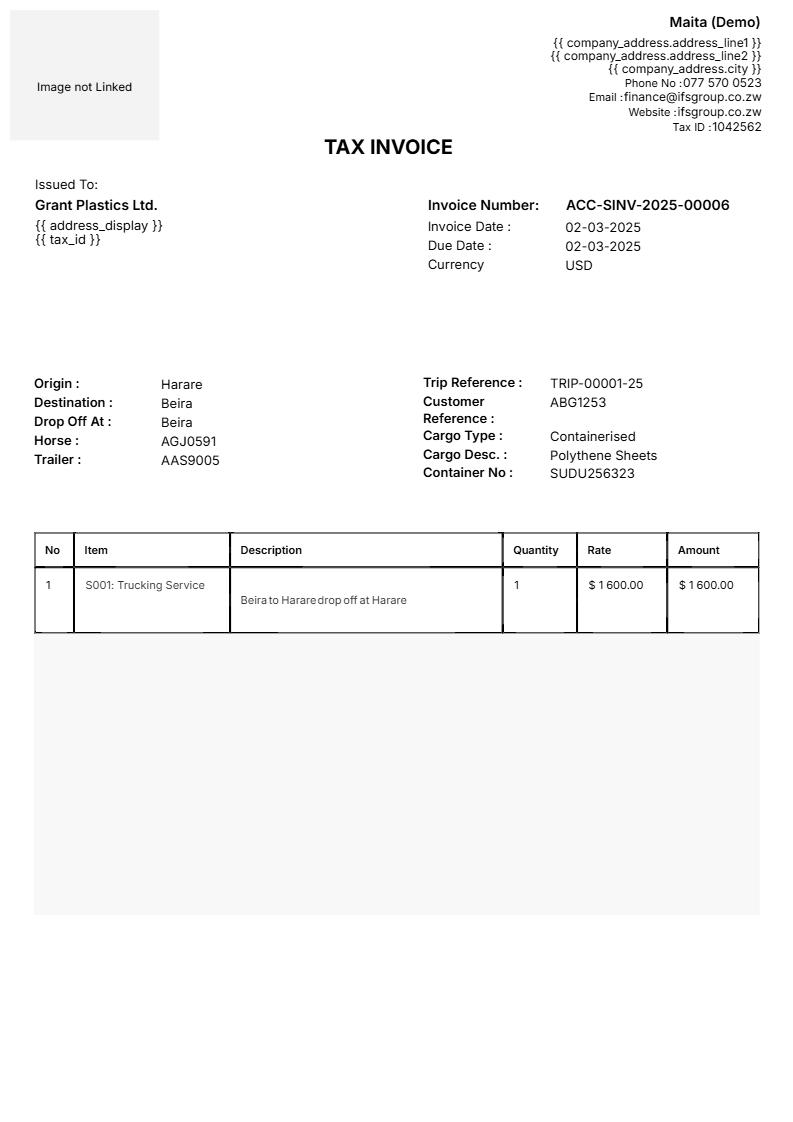 Image not Linked
Maita (Demo)
{{ company_address.address_line1 }}
{{ company_address.address_line2 }}
{{ company_address.city }}
Phone No :077 570 0523
Email :finance@ifsgroup.co.zw
Website :ifsgroup.co.zw
Tax ID :1042562
TAX INVOICE
Issued To:
Grant Plastics Ltd.
{{ address_display }}
{{ tax_id }}
Invoice Number: ACC-SINV-2025-00006
Invoice Date : 02-03-2025
Due Date : 02-03-2025
Currency USD
Origin : Harare
Destination : Beira
Drop Off At : Beira
Horse : AGJ0591
Trailer : AAS9005
Trip Reference : TRIP-00001-25
Customer ABG1253
Reference :
Cargo Type : Containerised
Cargo Desc. : Polythene Sheets
Container No : SUDU256323
No Item Description Quantity Rate Amount
1 S001: Trucking Service 1 $ 1 600.00 $ 1 600.00
Beira to Harare drop off at Harare